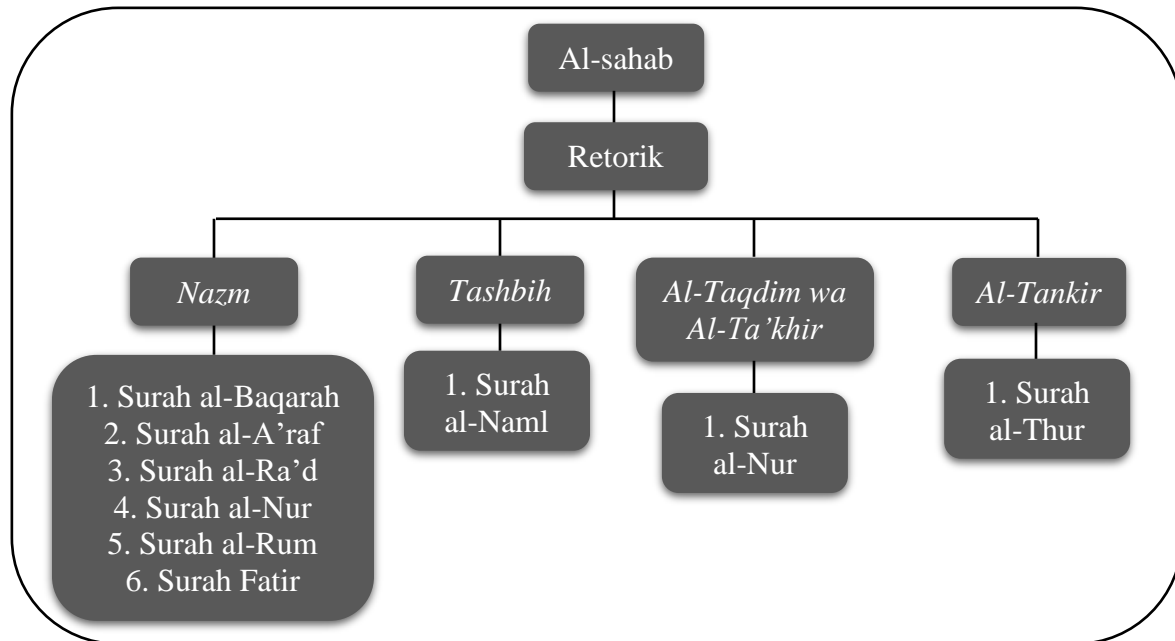 Al-sahab
Retorik
Nazm
1. Surah al-Baqarah
2. Surah al-A’raf
3. Surah al-Ra’d
4. Surah al-Nur
5. Surah al-Rum
6. Surah Fatir
Tashbih
1. Surah
al-Naml
Al-Taqdim wa
Al-Ta’khir
1. Surah
al-Nur
Al-Tankir
1. Surah
al-Thur